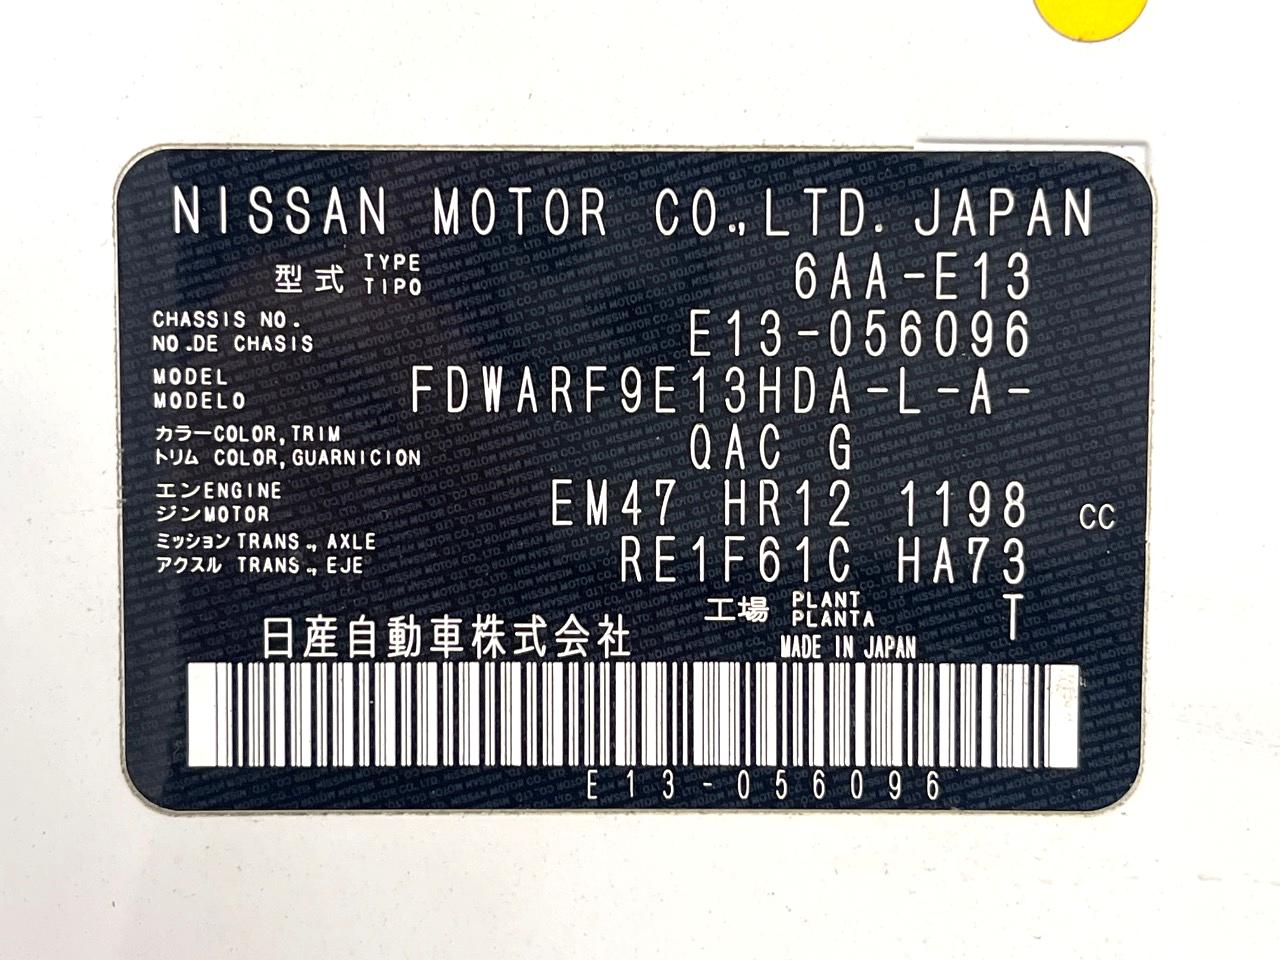 NISSAN MOTOR CO.,LTD. JAPAN
型式 TYPE TIPO 6AA-E13
CHASSIS NO.
NO.DE CHASIS E13-056096
MODEL
MODELO FDWARF9E13HDA-L-A-
カラーCOLOR,TRIM
トリム COLOR,GUARNICION QAC G
エンENGINE
ジンMOTOR EM47 HR12 1198 CC
ミッション TRANS., AXLE
アクスル TRANS., EJE RE1F61C HA73
工場 PLANT PLANTA T
日産自動車株式会社 MADE IN JAPAN
E13-056096